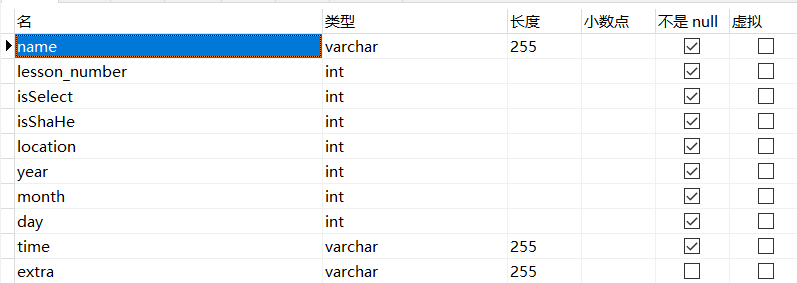 名 类型 长度 小数点 不是 null 虚拟
name varchar 255
lesson_number int
isSelect int
isShaHe int
location int
year int
month int
day int
time varchar 255
extra varchar 255